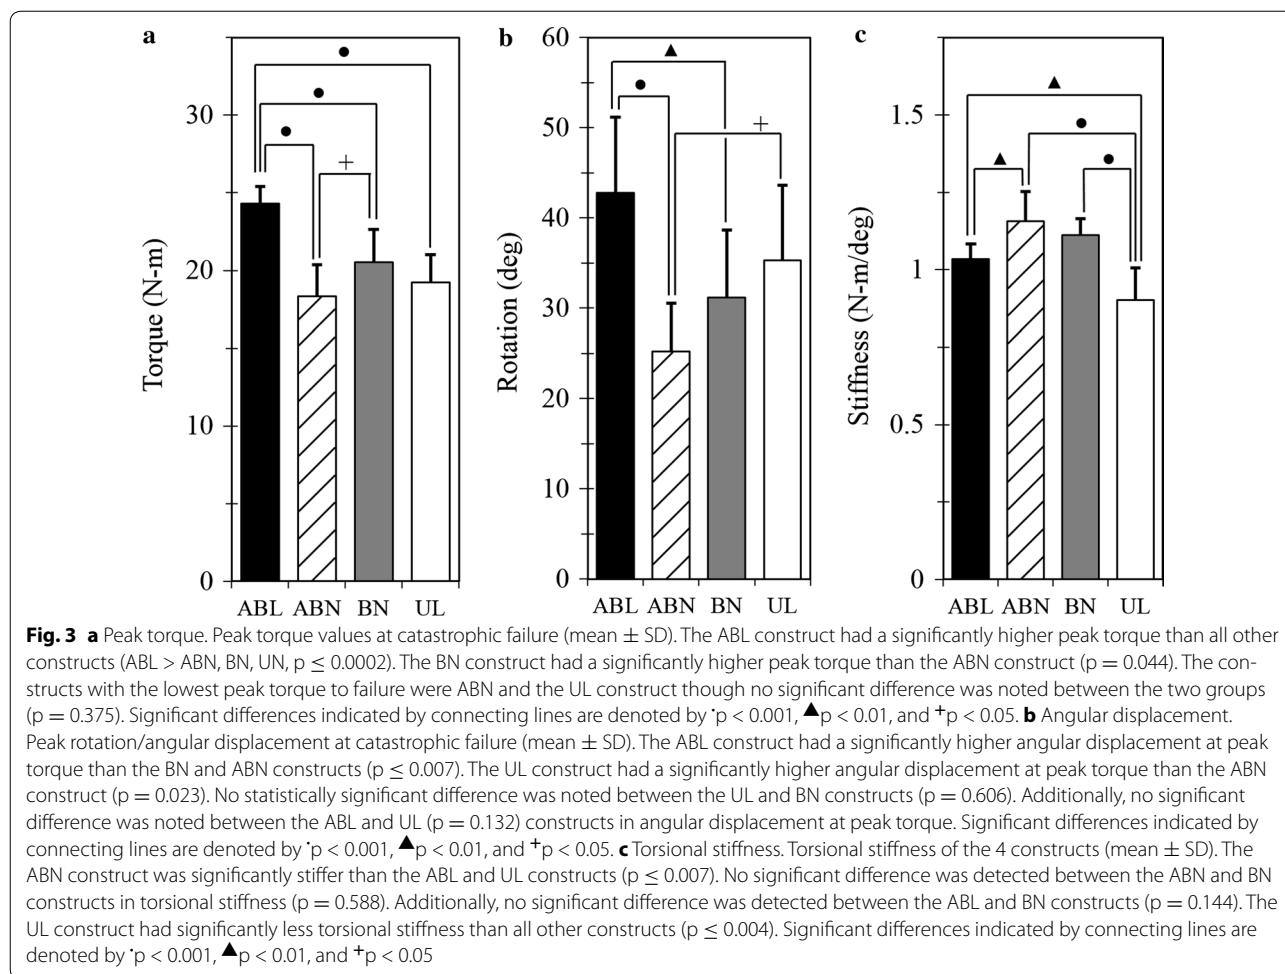 a
b
c
Torque (N-m)
30
20
10
0
ABL ABN BN UL
Rotation (deg)
60
50
40
30
20
10
0
ABL ABN BN UL
Stiffness (N-m/deg)
1.5
1
0.5
0
ABL ABN BN UL
● ● ● +
▲ ● +
▲ ● ▲ ●
Fig. 3 a Peak torque. Peak torque values at catastrophic failure (mean ± SD). The ABL construct had a significantly higher peak torque than all other
constructs (ABL > ABN, BN, UN, p ≤ 0.0002). The BN construct had a significantly higher peak torque than the ABN construct (p = 0.044). The con-
structs with the lowest peak torque to failure were ABN and the UL construct though no significant difference was noted between the two groups
(p = 0.375). Significant differences indicated by connecting lines are denoted by •p < 0.001, ▲p < 0.01, and +p < 0.05. b Angular displacement.
Peak rotation/angular displacement at catastrophic failure (mean ± SD). The ABL construct had a significantly higher angular displacement at peak
torque than the BN and ABN constructs (p ≤ 0.007). The UL construct had a significantly higher angular displacement at peak torque than the ABN
construct (p = 0.023). No statistically significant difference was noted between the UL and BN constructs (p = 0.606). Additionally, no significant
difference was noted between the ABL and UL (p = 0.132) constructs in angular displacement at peak torque. Significant differences indicated by
connecting lines are denoted by •p < 0.001, ▲p < 0.01, and +p < 0.05. c Torsional stiffness. Torsional stiffness of the 4 constructs (mean ± SD). The
ABN construct was significantly stiffer than the ABL and UL constructs (p ≤ 0.007). No significant difference was detected between the ABN and BN
constructs in torsional stiffness (p = 0.588). Additionally, no significant difference was detected between the ABL and BN constructs (p = 0.144). The
UL construct had significantly less torsional stiffness than all other constructs (p ≤ 0.004). Significant differences indicated by connecting lines are
denoted by •p < 0.001, ▲p < 0.01, and +p < 0.05